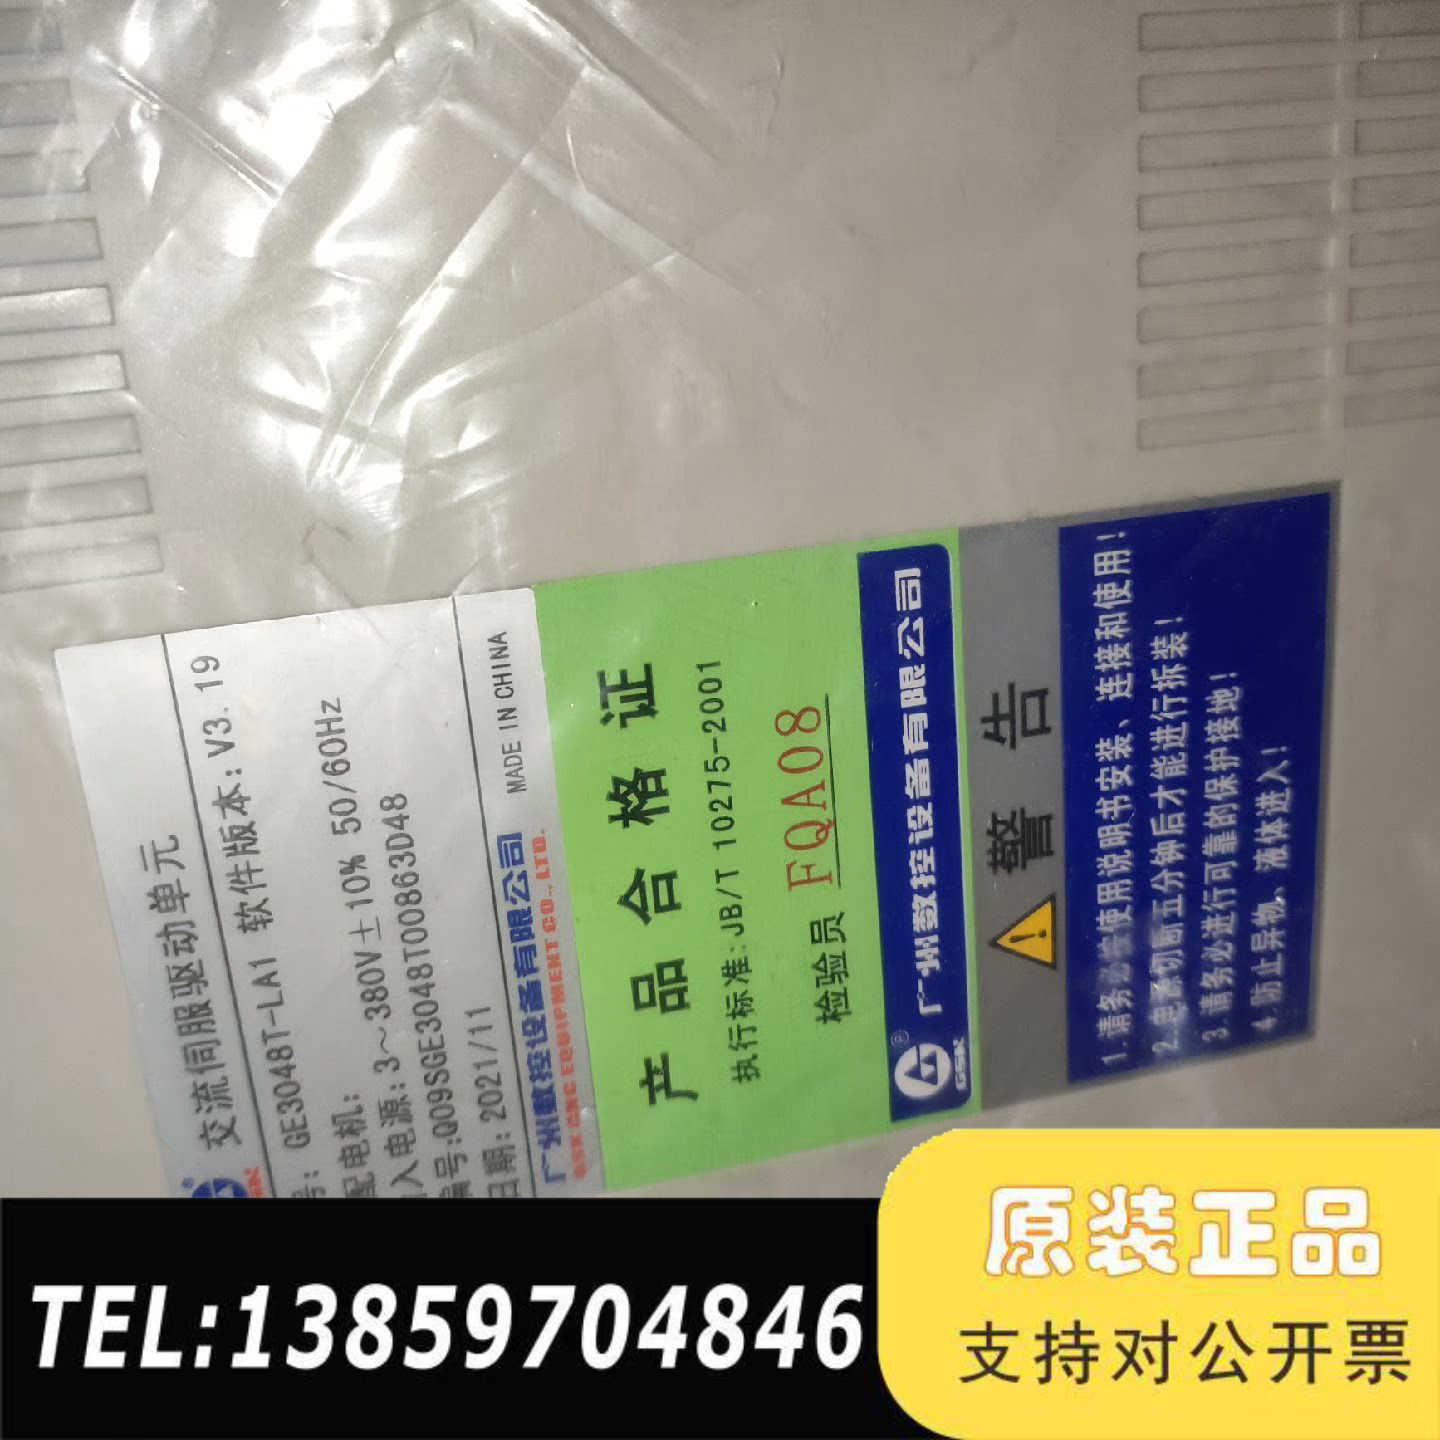 交流伺服驱动单元
号: GE3048T-LA1 软件版本: V3.19
配电机:
入电源: 3～380V±10% 50/60Hz
编号: Q09SGE3048T00863D48
日期: 2021/11
广州数控设备有限公司 MADE IN CHINA
GSK CNC EQUIPMENT CO., LTD.
产品合格证
执行标准: JB/T 10275-2001
检验员 FQA08
GSK® 广州数控设备有限公司
警告
1.请务必按使用说明书安装、连接和使用!
2.电源切断五分钟后才能进行拆装!
3.请务必进行可靠的保护接地!
4.防止异物、液体进入!
原装正品
支持对公开票
TEL:13859704846